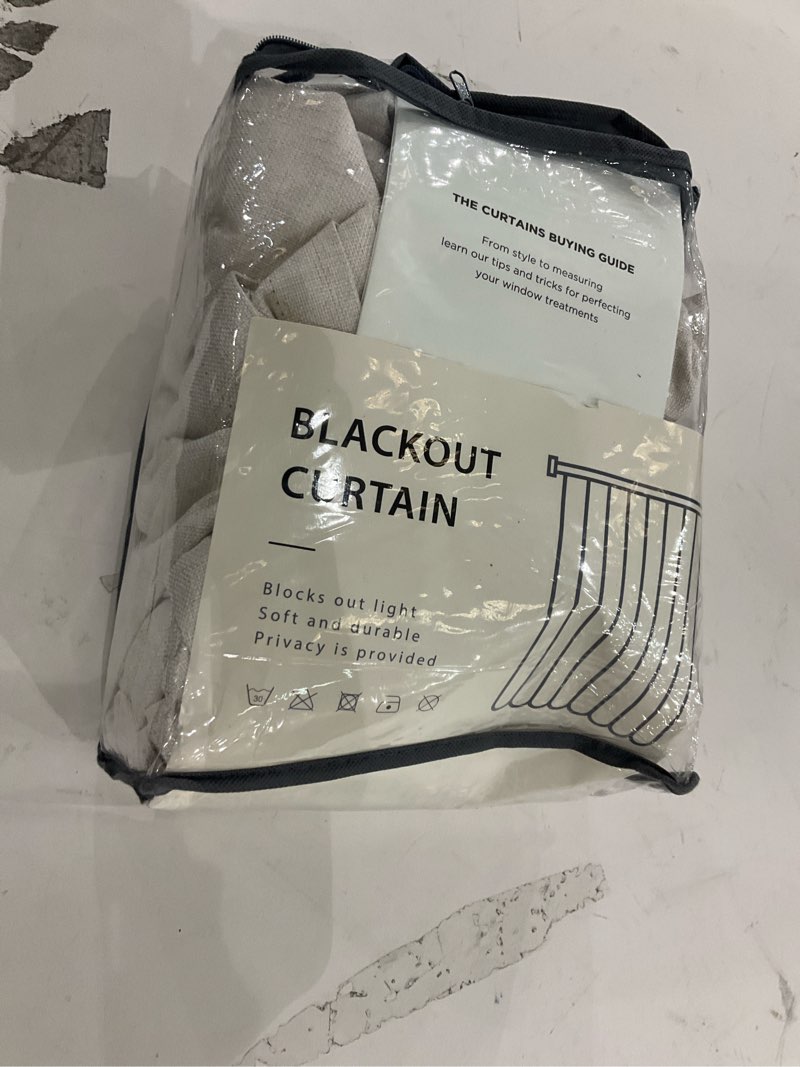 THE CURTAINS BUYING GUIDE
From style to measuring
learn our tips and tricks for perfecting
your window treatments
BLACKOUT
CURTAIN
Blocks out light
Soft and durable
Privacy is provided
30